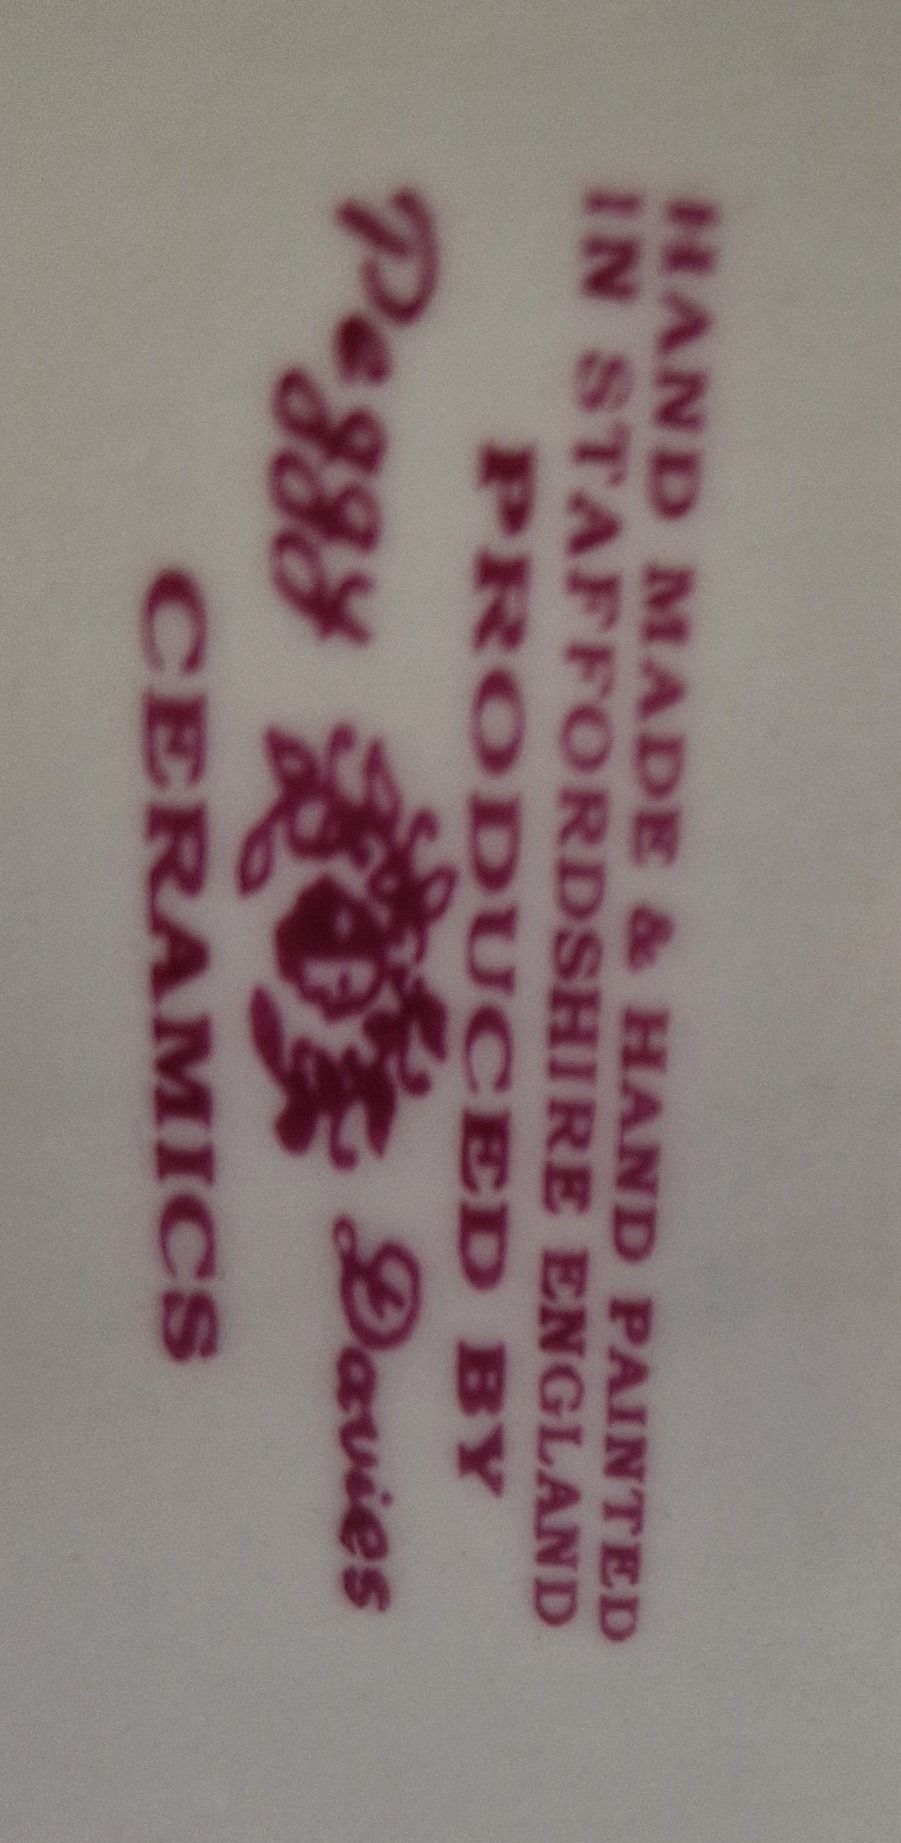 HAND MADE & HAND PAINTED
IN STAFFORDSHIRE ENGLAND
PRODUCED BY
Peggy Davies
CERAMICS